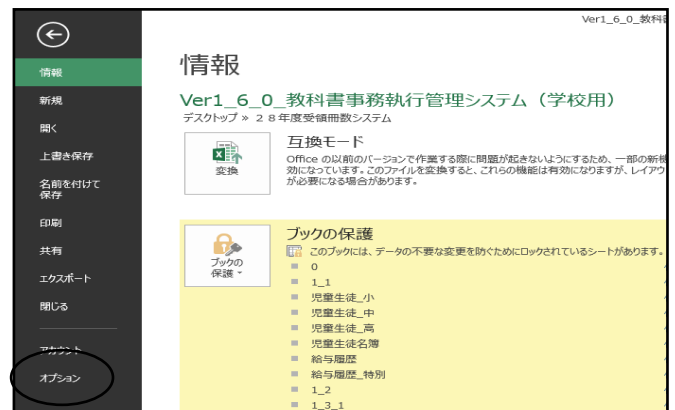 Ver1_6_0_教科
情報
情報
新規
開く
上書き保存
名前を付けて
保存
印刷
共有
エクスポート
閉じる
アカウント
オプション
Ver1_6_0_教科書事務執行管理システム（学校用）
デスクトップ » ２８年度受領冊数システム
変換
互換モード
Office の以前のバージョンで作業する際に問題が起きないようにするため、一部の新機
効になっています。このファイルを変換すると、これらの機能は有効になりますが、レイアウ
が必要になる場合があります。
ブックの
保護
ブックの保護
このブックには、データの不要な変更を防ぐためにロックされているシートがあります。
0
1_1
児童生徒_小
児童生徒_中
児童生徒_高
児童生徒名簿
給与履歴
給与履歴_特別
1_2
1_3_1